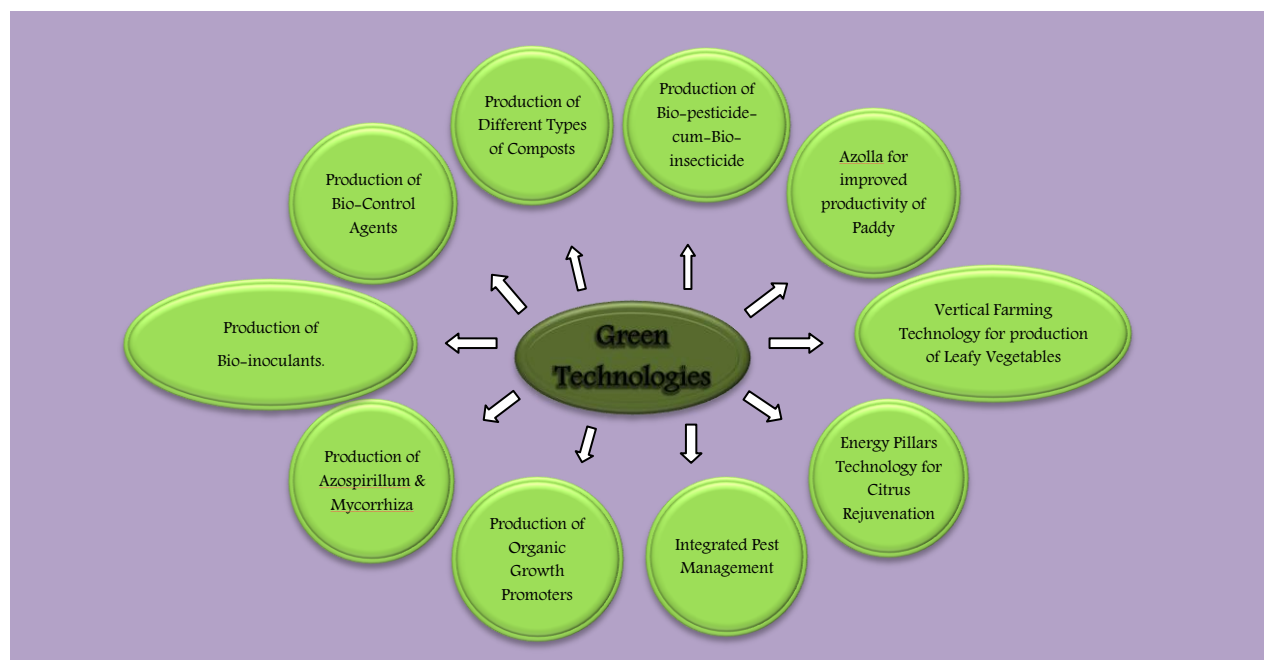 Green
Technologies
Production of
Different Types
of Composts
Production of
Bio-pesticide-
cum-Bio-
insecticide
Azolla for
improved
productivity of
Paddy
Vertical Farming
Technology for production
of Leafy Vegetables
Energy Pillars
Technology for
Citrus
Rejuvenation
Integrated Pest
Management
Production of
Organic
Growth
Promoters
Production of
Azospirillum &
Mycorrhiza
Production of
Bio-inoculants.
Production of
Bio-Control
Agents